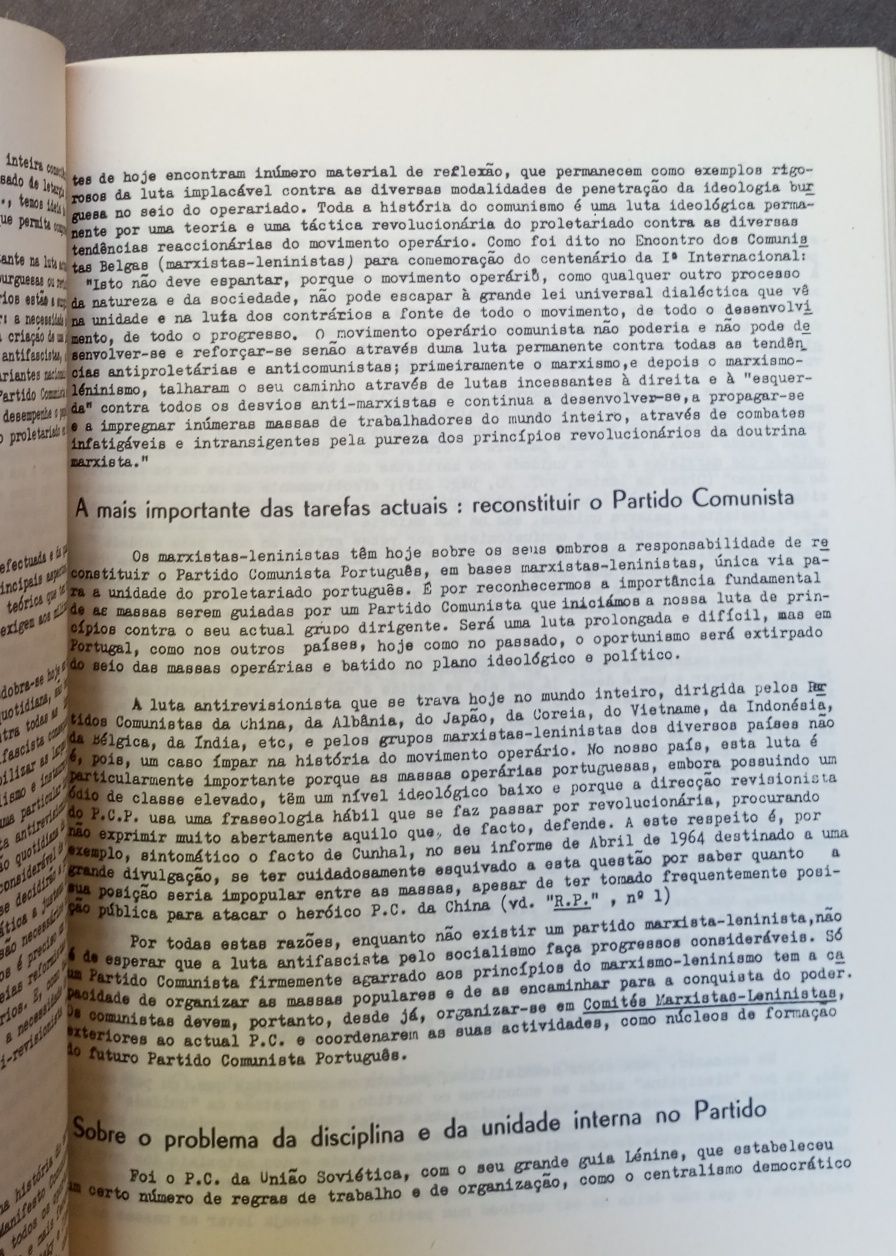 tes de hoje encontram inúmero material de reflexão, que permanecem como exemplos rigo-
rosos da luta implacável contra as diversas modalidades de penetração da ideologia bur
guesa no seio do operariado. Toda a história do comunismo é uma luta ideológica perma-
nente por uma teoria e uma táctica revolucionária do proletariado contra as diversas
tendências reaccionárias do movimento operário. Como foi dito no Encontro dos Comunis
tas Belgas (marxistas-leninistas) para comemoração do centenário da Iª Internacional:
"Isto não deve espantar, porque o movimento operário, como qualquer outro processo
da natureza e da sociedade, não pode escapar à grande lei universal dialéctica que vê
na unidade e na luta dos contrários a fonte de todo o movimento, de todo o desenvolvi
mento, de todo o progresso. O movimento operário comunista não poderia e não pode de
senvolver-se e reforçar-se senão através duma luta permanente contra todas as tendên
cias antiproletárias e anticomunistas; primeiramente o marxismo,e depois o marxismo-
léninismo, talharam o seu caminho através de lutas incessantes à direita e à "esquer-
da" contra todos os desvios anti-marxistas e continua a desenvolver-se,a propagar-se
e a impregnar inúmeras massas de trabalhadores do mundo inteiro, através de combates
infatigáveis e intransigentes pela pureza dos princípios revolucionários da doutrina
marxista."
A mais importante das tarefas actuais : reconstituir o Partido Comunista
Os marxistas-leninistas têm hoje sobre os seus ombros a responsabilidade de re
constituir o Partido Comunista Português, em bases marxistas-leninistas, única via pa-
ra a unidade do proletariado português. É por reconhecermos a importância fundamental
de as massas serem guiadas por um Partido Comunista que iniciámos a nossa luta de prin-
cípios contra o seu actual grupo dirigente. Será uma luta prolongada e difícil, mas em
Portugal, como nos outros países, hoje como no passado, o oportunismo será extirpado
do seio das massas operárias e batido no plano ideológico e político.
A luta antirevisionista que se trava hoje no mundo inteiro, dirigida pelos Par
tidos Comunistas da China, da Albânia, do Japão, da Coreia, do Vietname, da Indonésia,
da Bélgica, da Índia, etc, e pelos grupos marxistas-leninistas dos diversos países não
é, pois, um caso ímpar na história do movimento operário. No nosso país, esta luta é
particularmente importante porque as massas operárias portuguesas, embora possuindo um
ódio de classe elevado, têm um nível ideológico baixo e porque a direcção revisionista
do P.C.P. usa uma fraseologia hábil que se faz passar por revolucionária, procurando
não exprimir muito abertamente aquilo que, de facto, defende. A este respeito é, por
exemplo, sintomático o facto de Cunhal, no seu informe de Abril de 1964 destinado a uma
grande divulgação, se ter cuidadosamente esquivado a esta questão por saber quanto a
sua posição seria impopular entre as massas, apesar de ter tomado frequentemente posi-
ção pública para atacar o heróico P.C. da China (vd. "R.P." , nº 1)
Por todas estas razões, enquanto não existir um partido marxista-leninista,não
é de esperar que a luta antifascista pelo socialismo faça progressos consideráveis. Só
um Partido Comunista firmemente agarrado aos princípios do marxismo-leninismo tem a ca
pacidade de organizar as massas populares e de as encaminhar para a conquista do poder.
Os comunistas devem, portanto, desde já, organizar-se em Comités Marxistas-Leninistas,
exteriores ao actual P.C. e coordenarem as suas actividades, como núcleos de formação
do futuro Partido Comunista Português.
Sobre o problema da disciplina e da unidade interna no Partido
Foi o P.C. da União Soviética, com o seu grande guia Lénine, que estabeleceu
um certo número de regras de trabalho e de organização, como o centralismo democrático